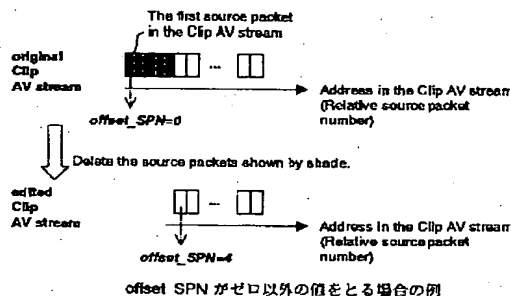 The first source packet
in the Clip AV stream
original
Clip
AV stream
...
Address in the Clip AV stream
(Relative source packet
number)
offset_SPN=0
Delete the source packets shown by shade.
edited
Clip
AV stream
...
Address in the Clip AV stream
(Relative source packet
number)
offset_SPN=4
offset SPN がゼロ以外の値をとる場合の例